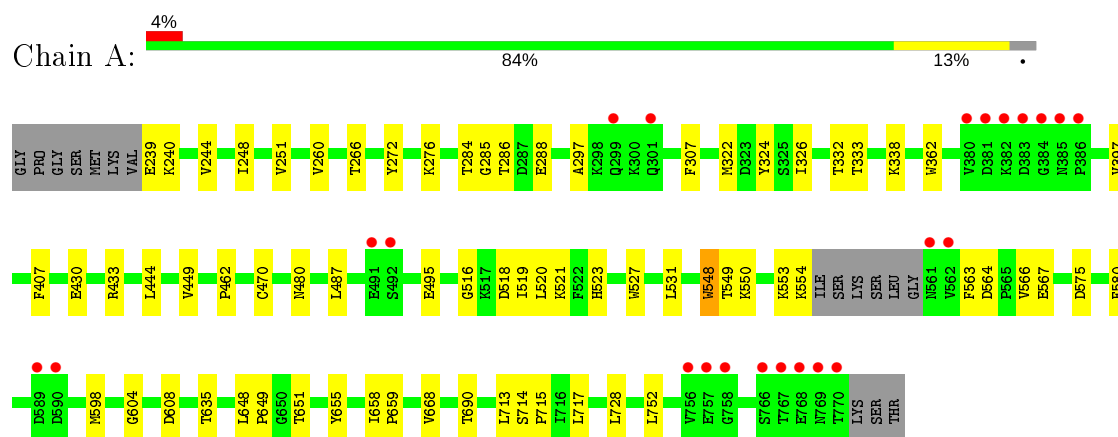 4%
Chain A:
84% 13% •
GLY PRO GLY SER MET LYS VAL E239 K240 V244 I248 V251 V260 T266 Y272 K276 T284 G285 T286 D287 E288 A297 K298 Q299 K300 Q301 F307 M322 D323 Y324 S325 I326 T332 T333 K338 W362 V380 D381 K382 D383 G384 N385 P386
F407 E430 R433 L444 V449 P462 C470 N480 L487 E491 S492 E495 G516 K517 D518 I519 L520 K521 F522 H523 W527 L531 W548 T549 K550 K553 K554 ILE SER LYS SER LEU GLY N561 V562 F563 D564 P565 V566 E567 D575
D589 D590 M598 G604 D608 T635 L648 P649 G650 T651 Y655 I658 P659 V668 T690 L713 S714 P715 I716 L717 L728 L752 V756 E757 G758 S766 T767 E768 N769 T770 LYS SER THR